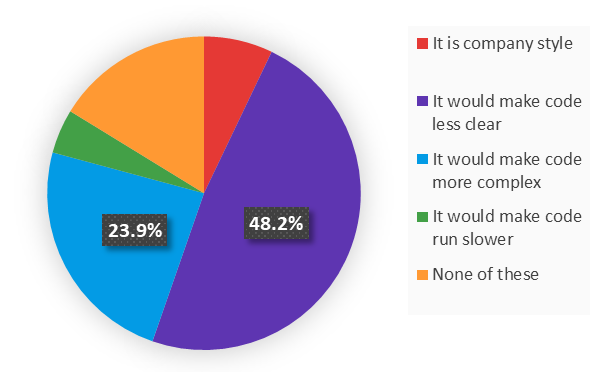 It is company style
It would make code
less clear
It would make code
more complex
It would make code
run slower
None of these
23.9%
48.2%